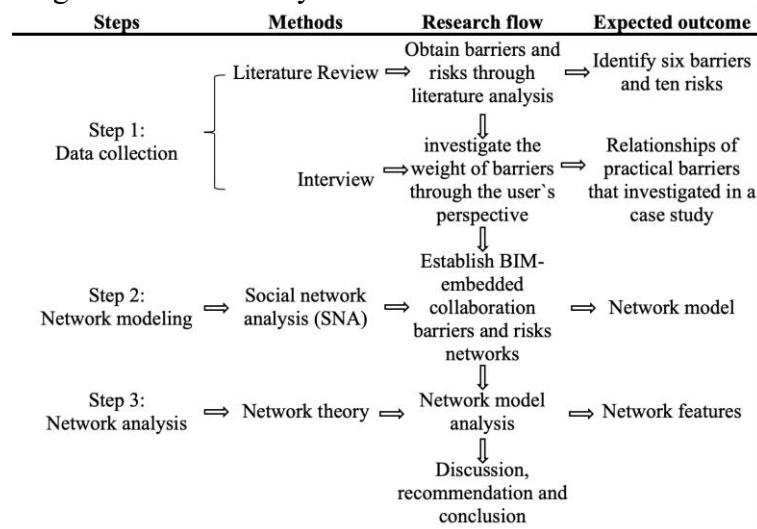 Steps Methods Research flow Expected outcome
Literature Review
Obtain barriers and
risks through
literature analysis
Identify six barriers
and ten risks
Step 1:
Data collection
Interview
investigate the
weight of barriers
through the user`s
perspective
Relationships of
practical barriers
that investigated in a
case study
Step 2:
Network modeling
Social network
analysis (SNA)
Establish BIM-
embedded
collaboration
barriers and risks
networks
Network model
Step 3:
Network analysis
Network theory
Network model
analysis
Network features
Discussion,
recommendation and
conclusion